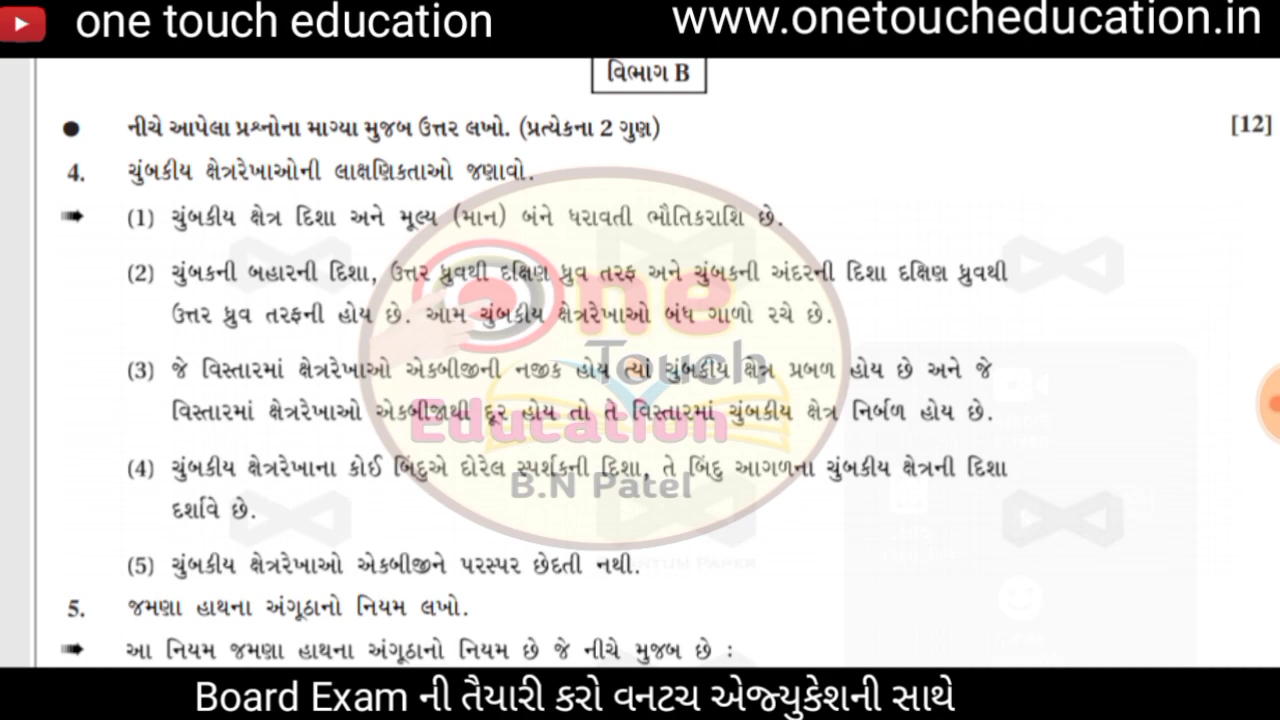 one touch education
www.onetoucheducation.in
વિભાગ B
● નીચે આપેલા પ્રશ્નોના માગ્યા મુજબ ઉત્તર લખો. (પ્રત્યેકના 2 ગુણ) [12]
4. ચુંબકીય ક્ષેત્રરેખાઓની લાક્ષણિકતાઓ જણાવો.
(1) ચુંબકીય ક્ષેત્ર દિશા અને મૂલ્ય (માન) બંને ધરાવતી ભૌતિકરાશિ છે.
(2) ચુંબકની બહારની દિશા, ઉત્તર ધ્રુવથી દક્ષિણ ધ્રુવ તરફ અને ચુંબકની અંદરની દિશા દક્ષિણ ધ્રુવથી
ઉત્તર ધ્રુવ તરફની હોય છે. આમ ચુંબકીય ક્ષેત્રરેખાઓ બંધ ગાળો રચે છે.
(3) જે વિસ્તારમાં ક્ષેત્રરેખાઓ એકબીજીની નજીક હોય ત્યાં ચુંબકીય ક્ષેત્ર પ્રબળ હોય છે અને જે
વિસ્તારમાં ક્ષેત્રરેખાઓ એકબીજાથી દૂર હોય તો તે વિસ્તારમાં ચુંબકીય ક્ષેત્ર નિર્બળ હોય છે.
(4) ચુંબકીય ક્ષેત્રરેખાના કોઈ બિંદુએ દોરેલ સ્પર્શકની દિશા, તે બિંદુ આગળના ચુંબકીય ક્ષેત્રની દિશા
દર્શાવે છે.
(5) ચુંબકીય ક્ષેત્રરેખાઓ એકબીજીને પરસ્પર છેદતી નથી.
5. જમણા હાથના અંગૂઠાનો નિયમ લખો.
આ નિયમ જમણા હાથના અંગૂઠાનો નિયમ છે જે નીચે મુજબ છે :
One
Touch
Education
B.N Patel
Board Exam ની તૈયારી કરો વનટચ એજ્યુકેશની સાથે